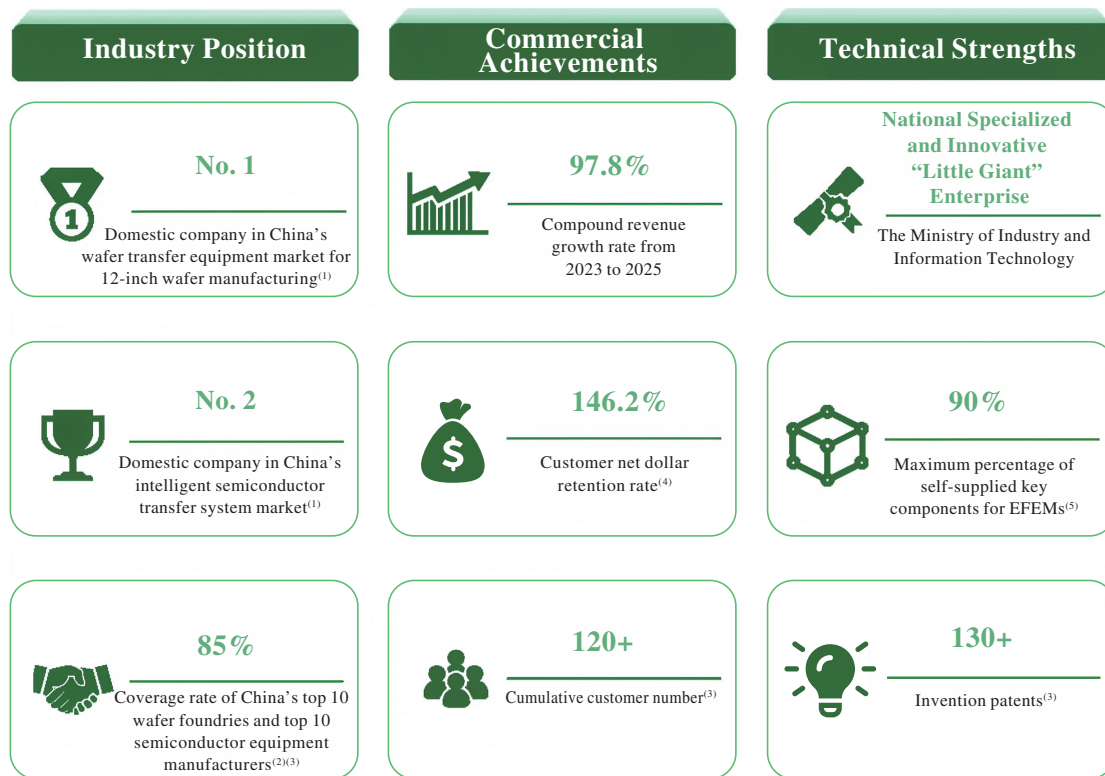 Industry Position
No. 1
Domestic company in China's
wafer transfer equipment market for
12-inch wafer manufacturing(1)
No. 2
Domestic company in China's
intelligent semiconductor
transfer system market(1)
85%
Coverage rate of China's top 10
wafer foundries and top 10
semiconductor equipment
manufacturers(2)(3)
Commercial
Achievements
97.8%
Compound revenue
growth rate from
2023 to 2025
146.2%
Customer net dollar
retention rate(4)
120+
Cumulative customer number(3)
Technical Strengths
National Specialized
and Innovative
“Little Giant”
Enterprise
The Ministry of Industry and
Information Technology
90%
Maximum percentage of
self-supplied key
components for EFEMs(5)
130+
Invention patents(3)
1
$